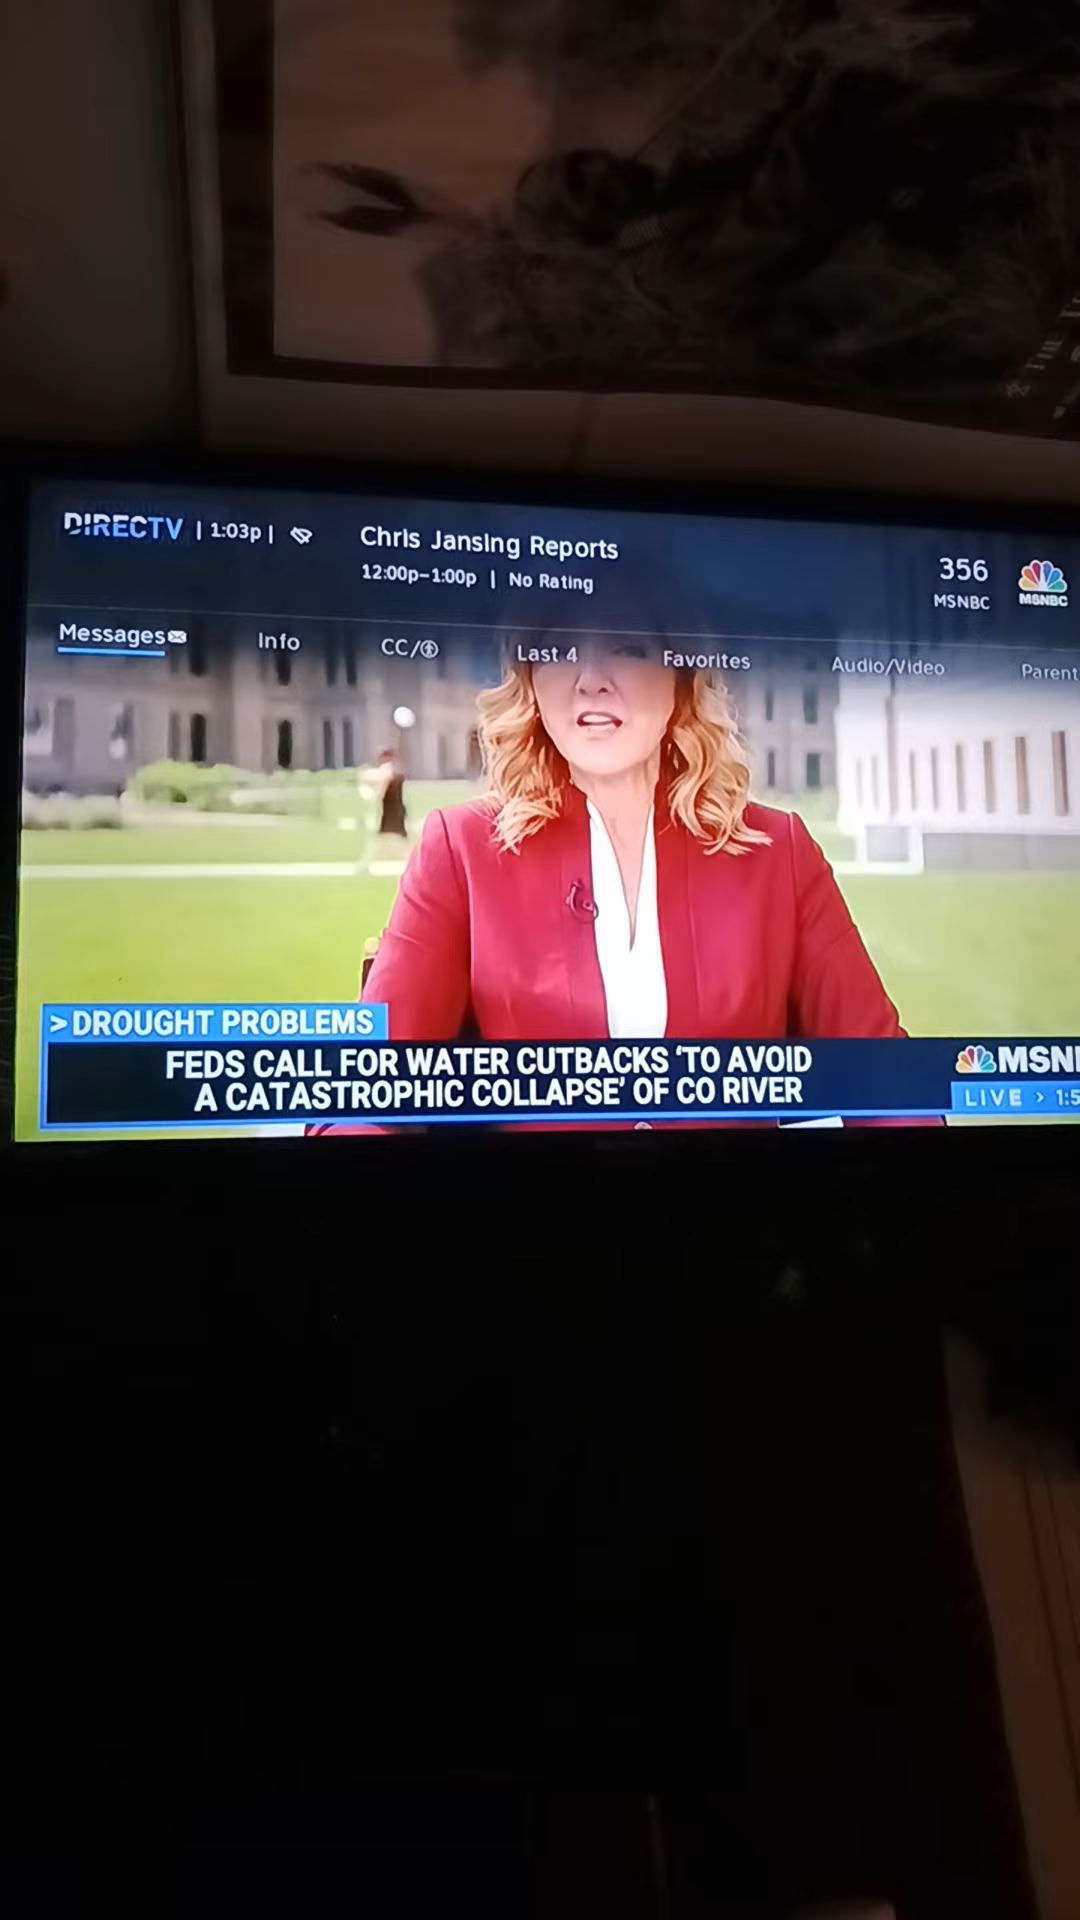 DIRECTV | 1:03p |
Chris Jansing Reports
12:00p-1:00p | No Rating
356
MSNBC
MSNBC
Messages
Info
CC/
Last 4
Favorites
Audio/Video
Parent
>DROUGHT PROBLEMS
FEDS CALL FOR WATER CUTBACKS 'TO AVOID
A CATASTROPHIC COLLAPSE' OF CO RIVER
MSN
LIVE > 1:5